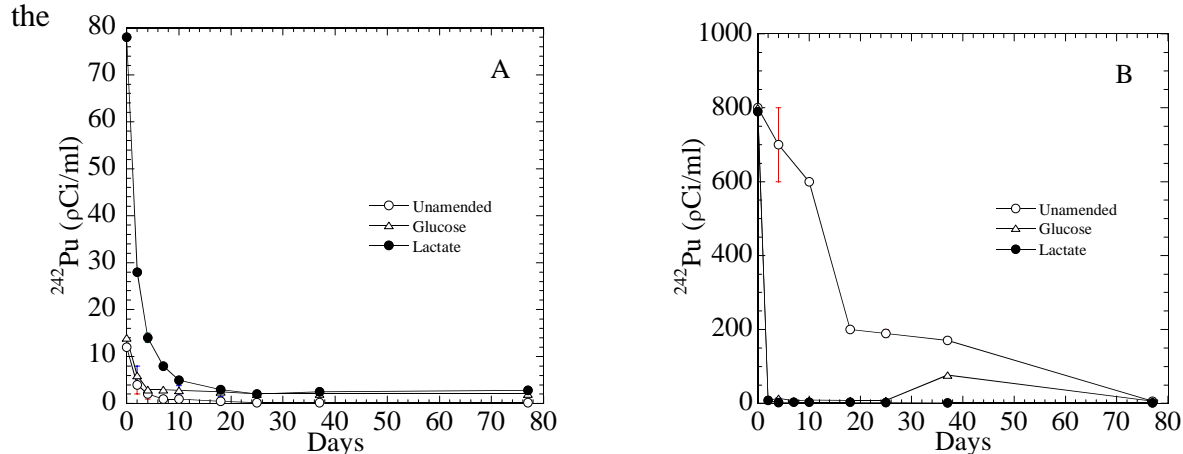 the
A
80
70
60
50
40
30
20
10
0
²⁴²Pu (ρCi/ml)
Unamended
Glucose
Lactate
0 10 20 30 40 50 60 70 80
Days
B
1000
800
600
400
200
0
²⁴²Pu (ρCi/ml)
Unamended
Glucose
Lactate
0 10 20 30 40 50 60 70 80
Days